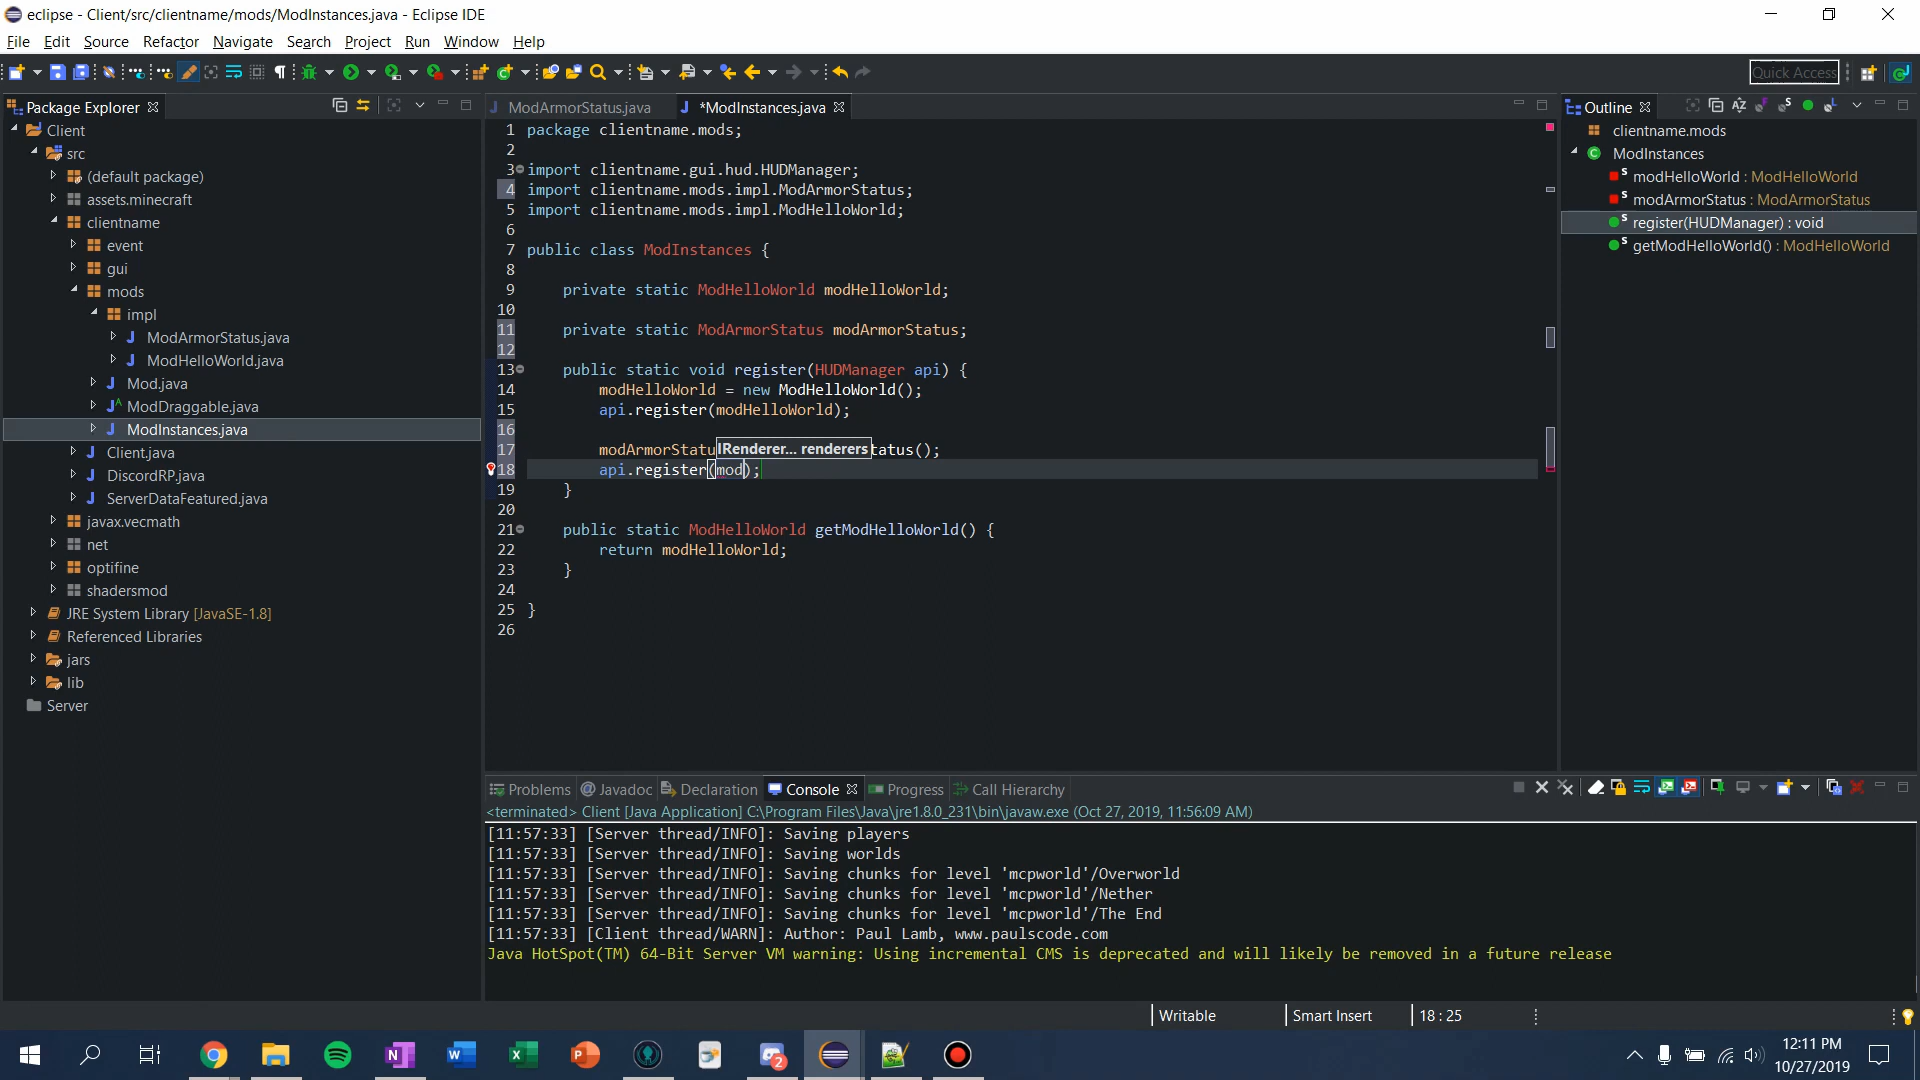 eclipse - Client/src/clientname/mods/ModInstances.java - Eclipse IDE
File Edit Source Refactor Navigate Search Project Run Window Help
Quick Access
Package Explorer
Client
src
(default package)
assets.minecraft
clientname
event
gui
mods
impl
ModArmorStatus.java
ModHelloWorld.java
Mod.java
ModDraggable.java
ModInstances.java
Client.java
DiscordRP.java
ServerDataFeatured.java
javax.vecmath
net
optifine
shadersmod
JRE System Library [JavaSE-1.8]
Referenced Libraries
jars
lib
Server
ModArmorStatus.java *ModInstances.java
1 package clientname.mods;
2
3 import clientname.gui.hud.HUDManager;
4 import clientname.mods.impl.ModArmorStatus;
5 import clientname.mods.impl.ModHelloWorld;
6
7 public class ModInstances {
8
9 private static ModHelloWorld modHelloWorld;
10
11 private static ModArmorStatus modArmorStatus;
12
13 public static void register(HUDManager api) {
14 modHelloWorld = new ModHelloWorld();
15 api.register(modHelloWorld);
16
17 modArmorStatu IRenderer... renderers tatus();
18 api.register(mod);
19 }
20
21 public static ModHelloWorld getModHelloWorld() {
22 return modHelloWorld;
23 }
24
25 }
26
Outline
clientname.mods
ModInstances
modHelloWorld : ModHelloWorld
modArmorStatus : ModArmorStatus
register(HUDManager) : void
getModHelloWorld() : ModHelloWorld
Problems @ Javadoc Declaration Console Progress Call Hierarchy
<terminated> Client [Java Application] C:\Program Files\Java\jre1.8.0_231\bin\javaw.exe (Oct 27, 2019, 11:56:09 AM)
[11:57:33] [Server thread/INFO]: Saving players
[11:57:33] [Server thread/INFO]: Saving worlds
[11:57:33] [Server thread/INFO]: Saving chunks for level 'mcpworld'/Overworld
[11:57:33] [Server thread/INFO]: Saving chunks for level 'mcpworld'/Nether
[11:57:33] [Server thread/INFO]: Saving chunks for level 'mcpworld'/The End
[11:57:33] [Client thread/WARN]: Author: Paul Lamb, www.paulscode.com
Java HotSpot(TM) 64-Bit Server VM warning: Using incremental CMS is deprecated and will likely be removed in a future release
Writable Smart Insert 18 : 25
12:11 PM
10/27/2019